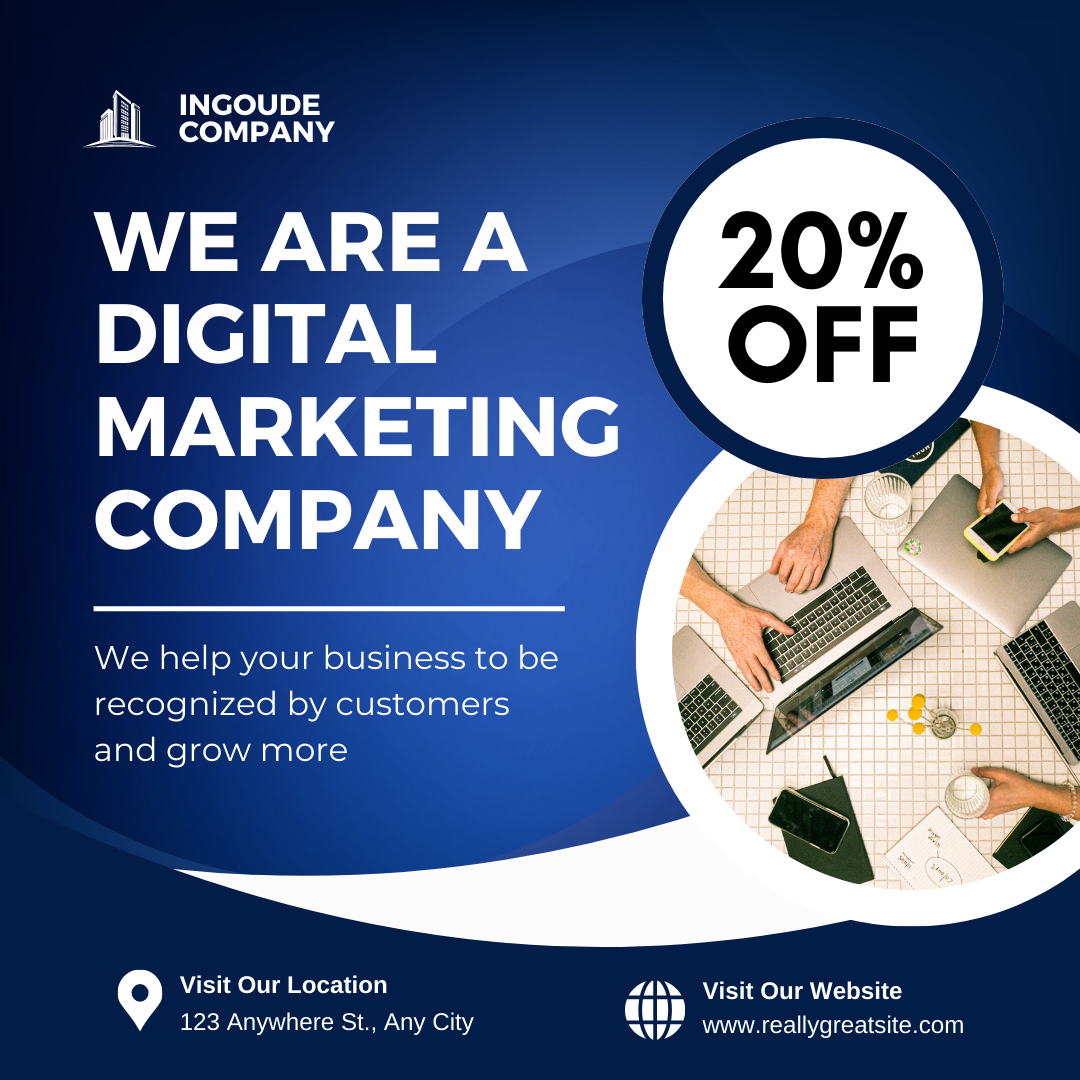 INGOUDE
COMPANY
WE ARE A
DIGITAL
MARKETING
COMPANY
20%
OFF
We help your business to be
recognized by customers
and grow more
Visit Our Location
123 Anywhere St., Any City
Visit Our Website
www.reallygreatsite.com